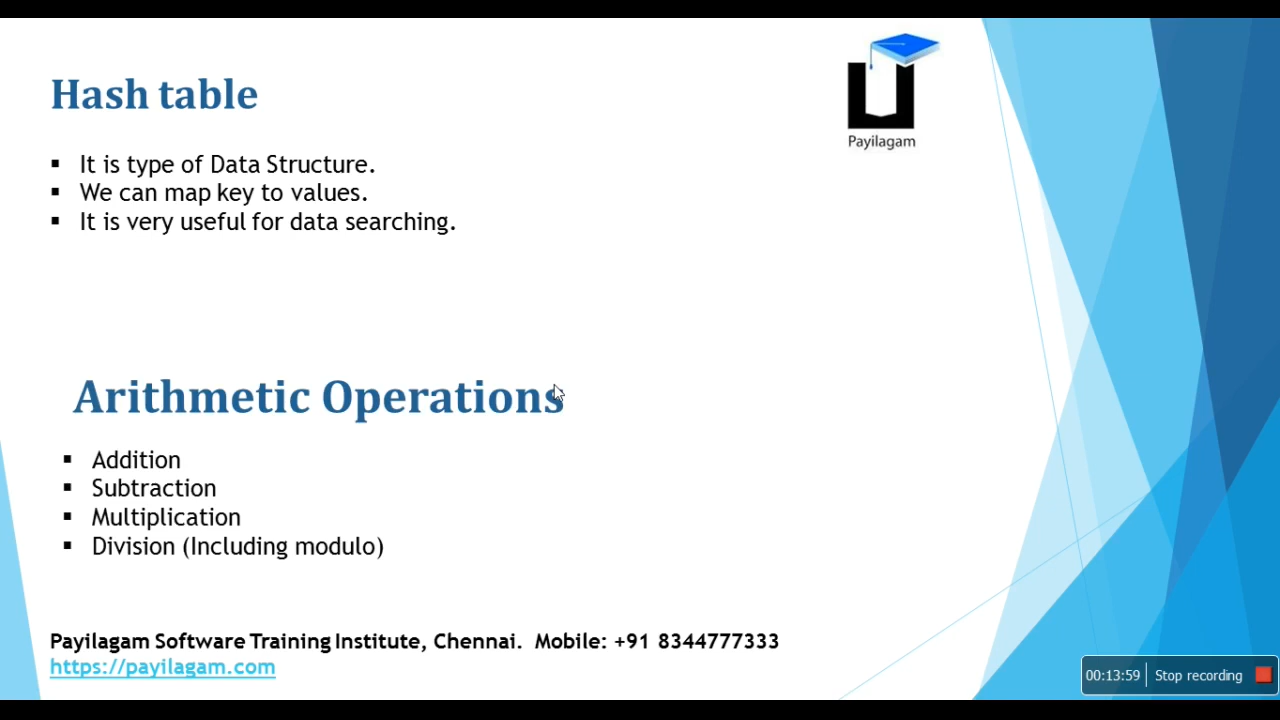 Payilagam
Hash table
▪ It is type of Data Structure.
▪ We can map key to values.
▪ It is very useful for data searching.
Arithmetic Operations
▪ Addition
▪ Subtraction
▪ Multiplication
▪ Division (Including modulo)
Payilagam Software Training Institute, Chennai. Mobile: +91 8344777333
https://payilagam.com
00:13:59 Stop recording